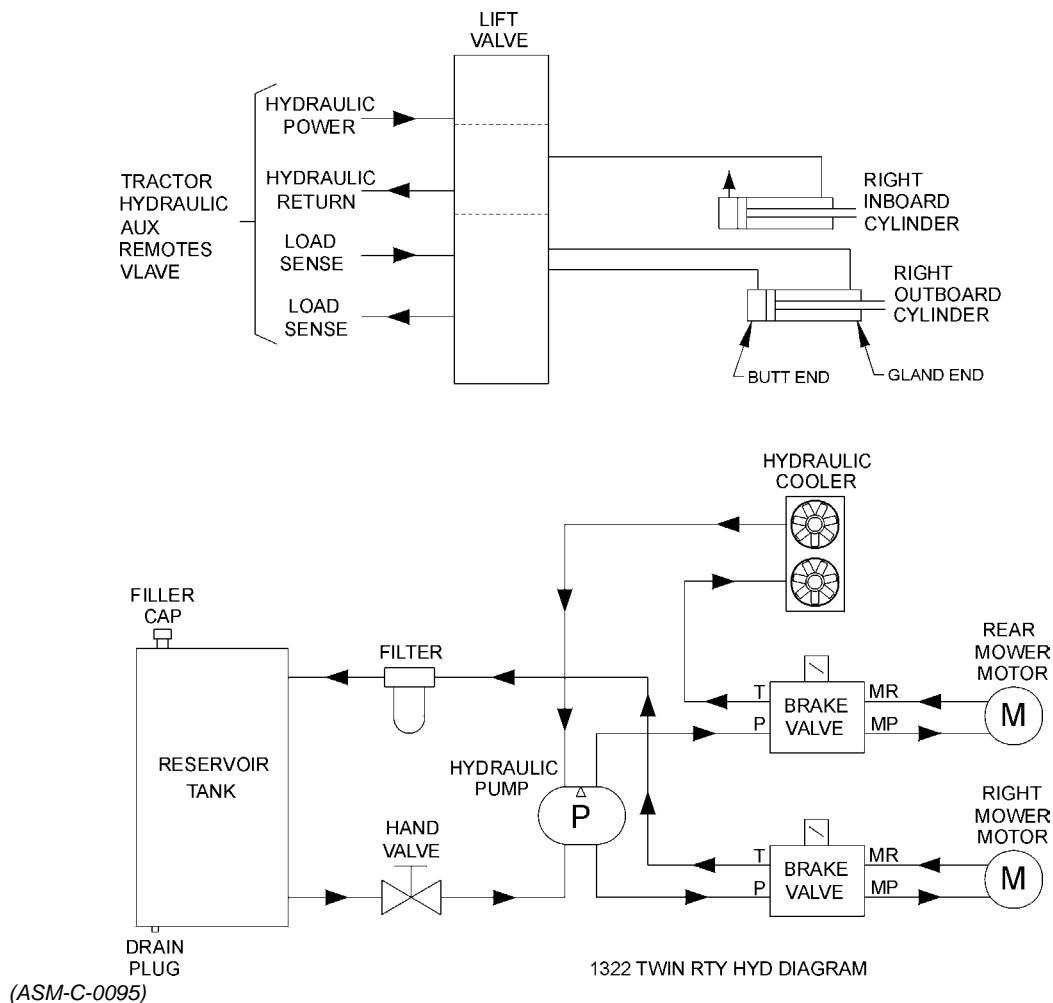 LIFT
VALVE
HYDRAULIC
POWER
HYDRAULIC
RETURN
LOAD
SENSE
LOAD
SENSE
TRACTOR
HYDRAULIC
AUX
REMOTES
VLAVE
RIGHT
INBOARD
CYLINDER
RIGHT
OUTBOARD
CYLINDER
BUTT END
GLAND END
HYDRAULIC
COOLER
FILLER
CAP
FILTER
REAR
MOWER
MOTOR
T
BRAKE
VALVE
MR
P
MP
M
RESERVOIR
TANK
HYDRAULIC
PUMP
P
HAND
VALVE
RIGHT
MOWER
MOTOR
T
BRAKE
VALVE
MR
P
MP
M
DRAIN
PLUG
1322 TWIN RTY HYD DIAGRAM
(ASM-C-0095)